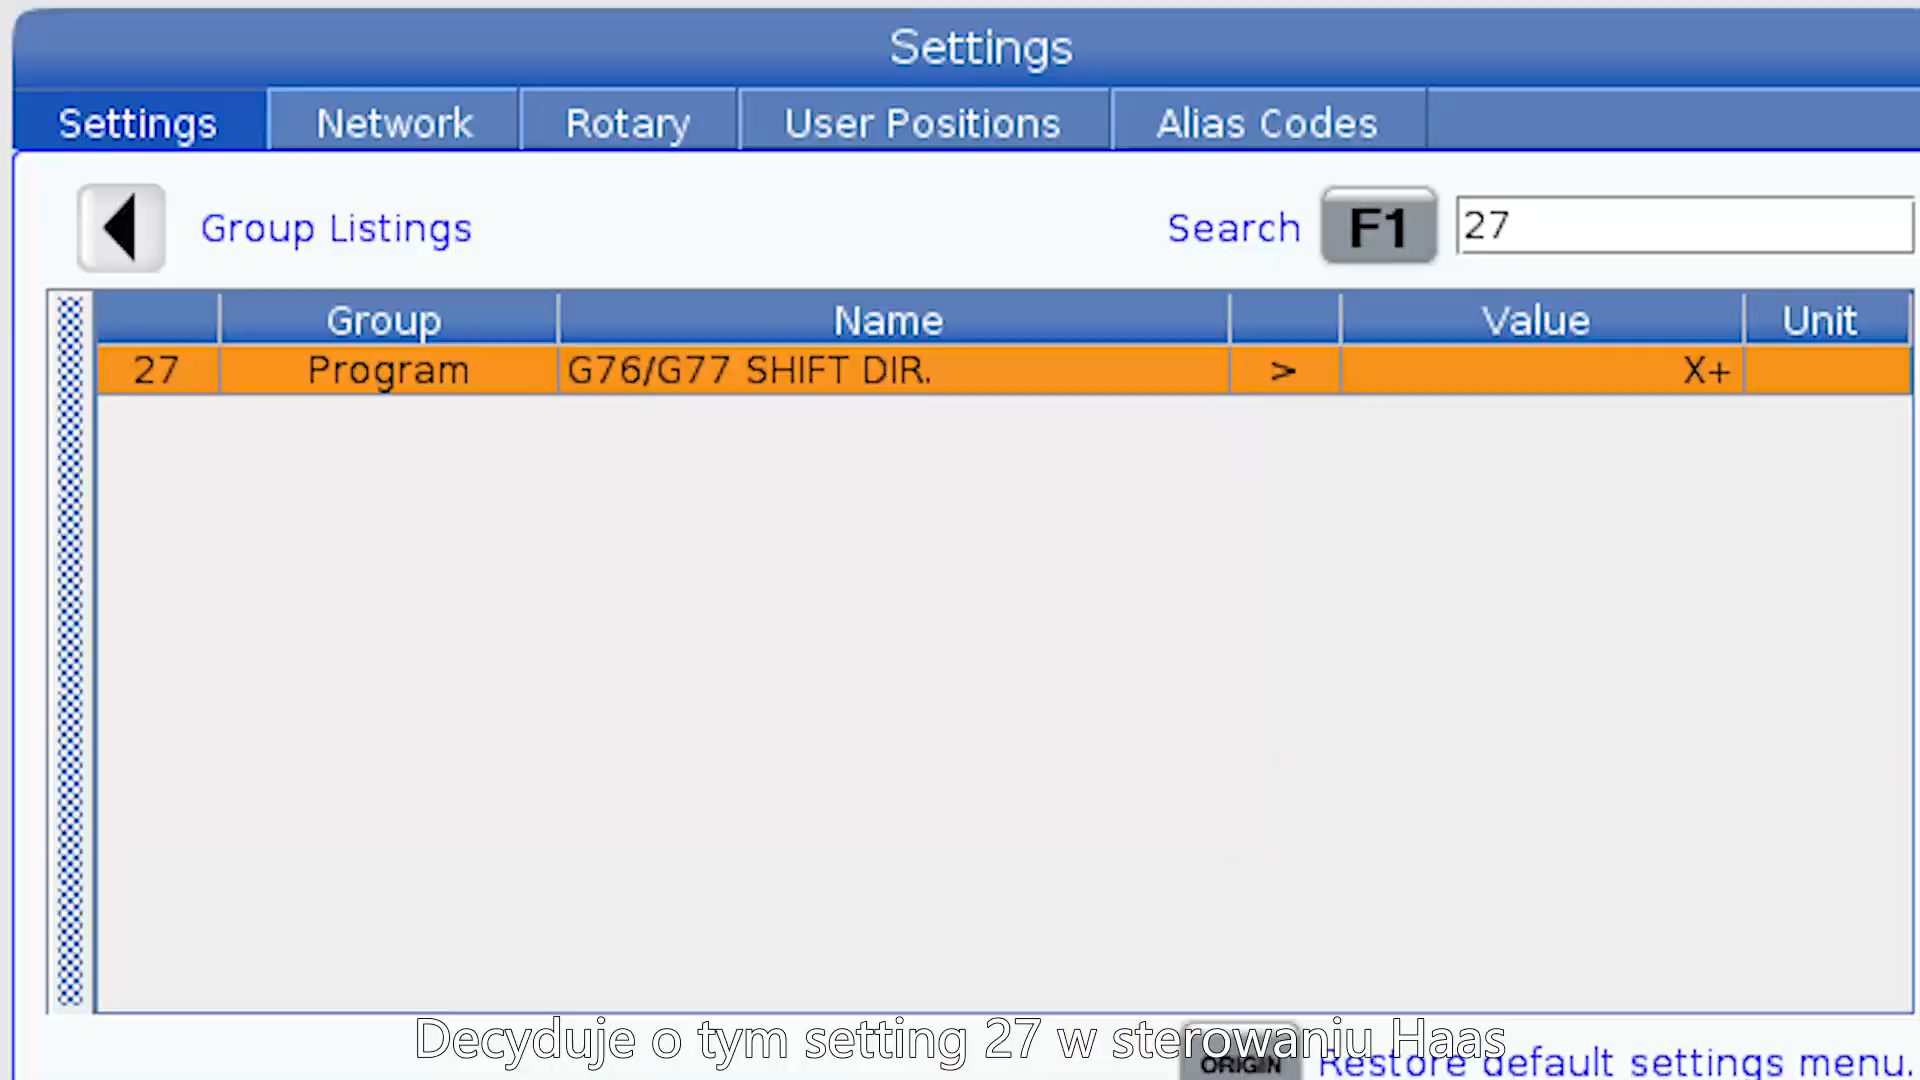 Settings
Settings Network Rotary User Positions Alias Codes
Group Listings Search F1 27
Group Name Value Unit
27 Program G76/G77 SHIFT DIR. > X+
Decyduje o tym setting 27 w sterowaniu Haas
ORIGIN Restore default settings menu.